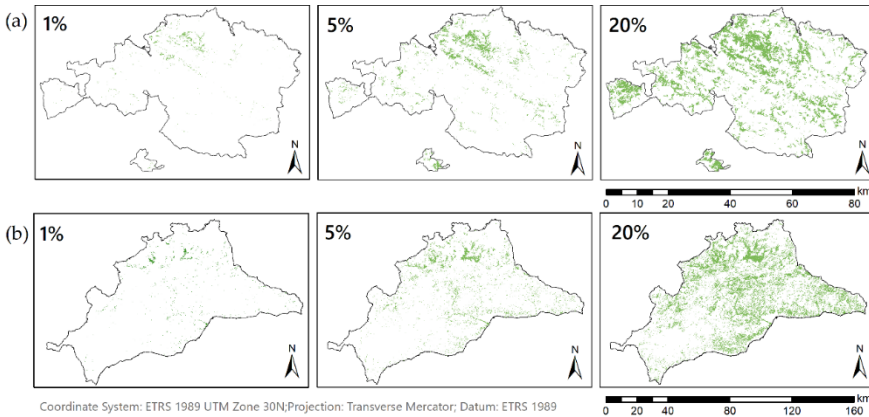 (a) 1% 5% 20%
N N N
km
0 10 20 40 60 80
(b) 1% 5% 20%
N N N
km
0 20 40 80 120 160
Coordinate System: ETRS 1989 UTM Zone 30N;Projection: Transverse Mercator; Datum: ETRS 1989